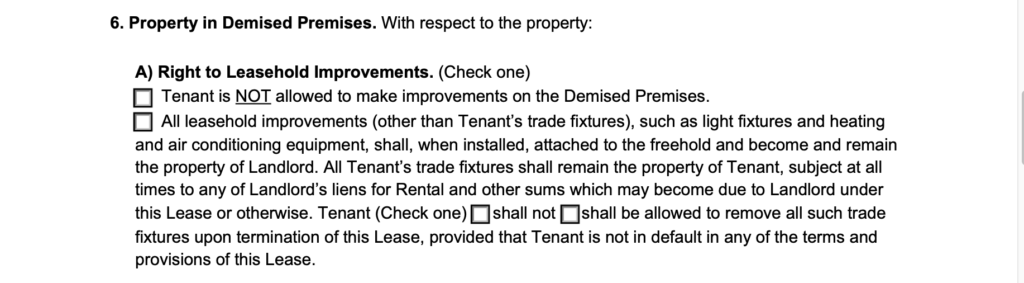 6. Property in Demised Premises. With respect to the property:
A) Right to Leasehold Improvements. (Check one)
☐ Tenant is NOT allowed to make improvements on the Demised Premises.
☐ All leasehold improvements (other than Tenant's trade fixtures), such as light fixtures and heating
and air conditioning equipment, shall, when installed, attached to the freehold and become and remain
the property of Landlord. All Tenant's trade fixtures shall remain the property of Tenant, subject at all
times to any of Landlord's liens for Rental and other sums which may become due to Landlord under
this Lease or otherwise. Tenant (Check one) ☐ shall not ☐ shall be allowed to remove all such trade
fixtures upon termination of this Lease, provided that Tenant is not in default in any of the terms and
provisions of this Lease.